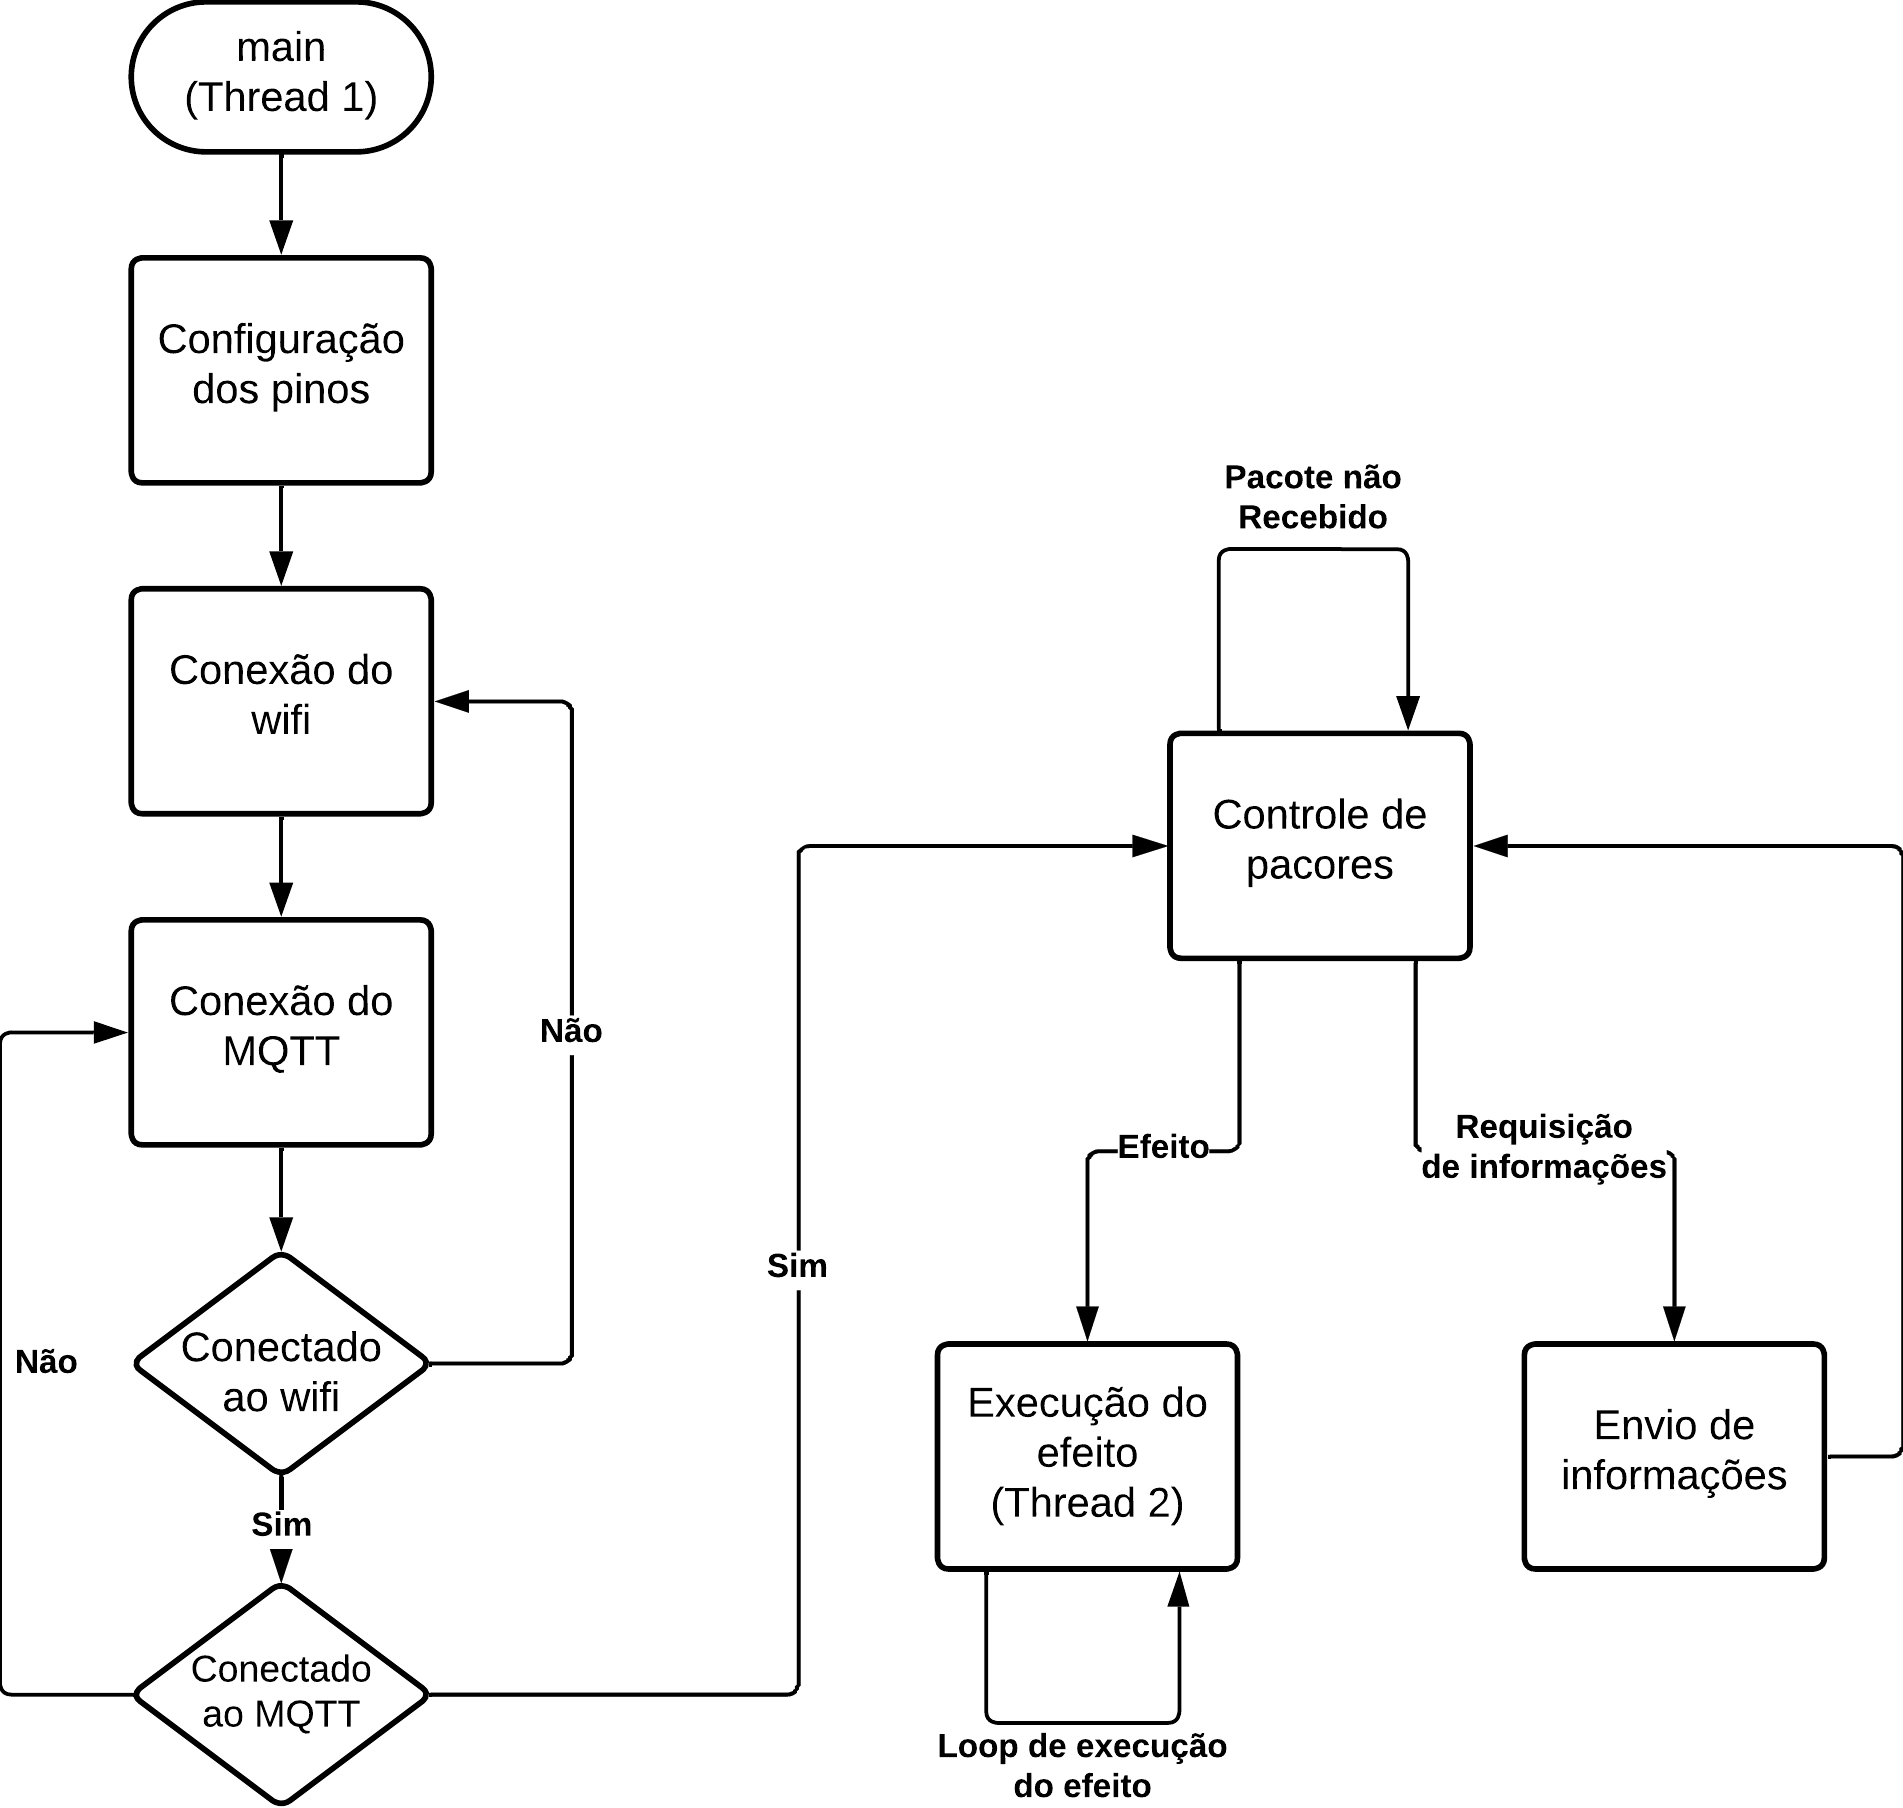 main
(Thread 1)
Configuração
dos pinos
Conexão do
wifi
Conexão do
MQTT
Não
Conectado
ao wifi
Não
Sim
Conectado
ao MQTT
Sim
Pacote não
Recebido
Controle de
pacores
Efeito
Requisição
de informações
Execução do
efeito
(Thread 2)
Loop de execução
do efeito
Envio de
informações